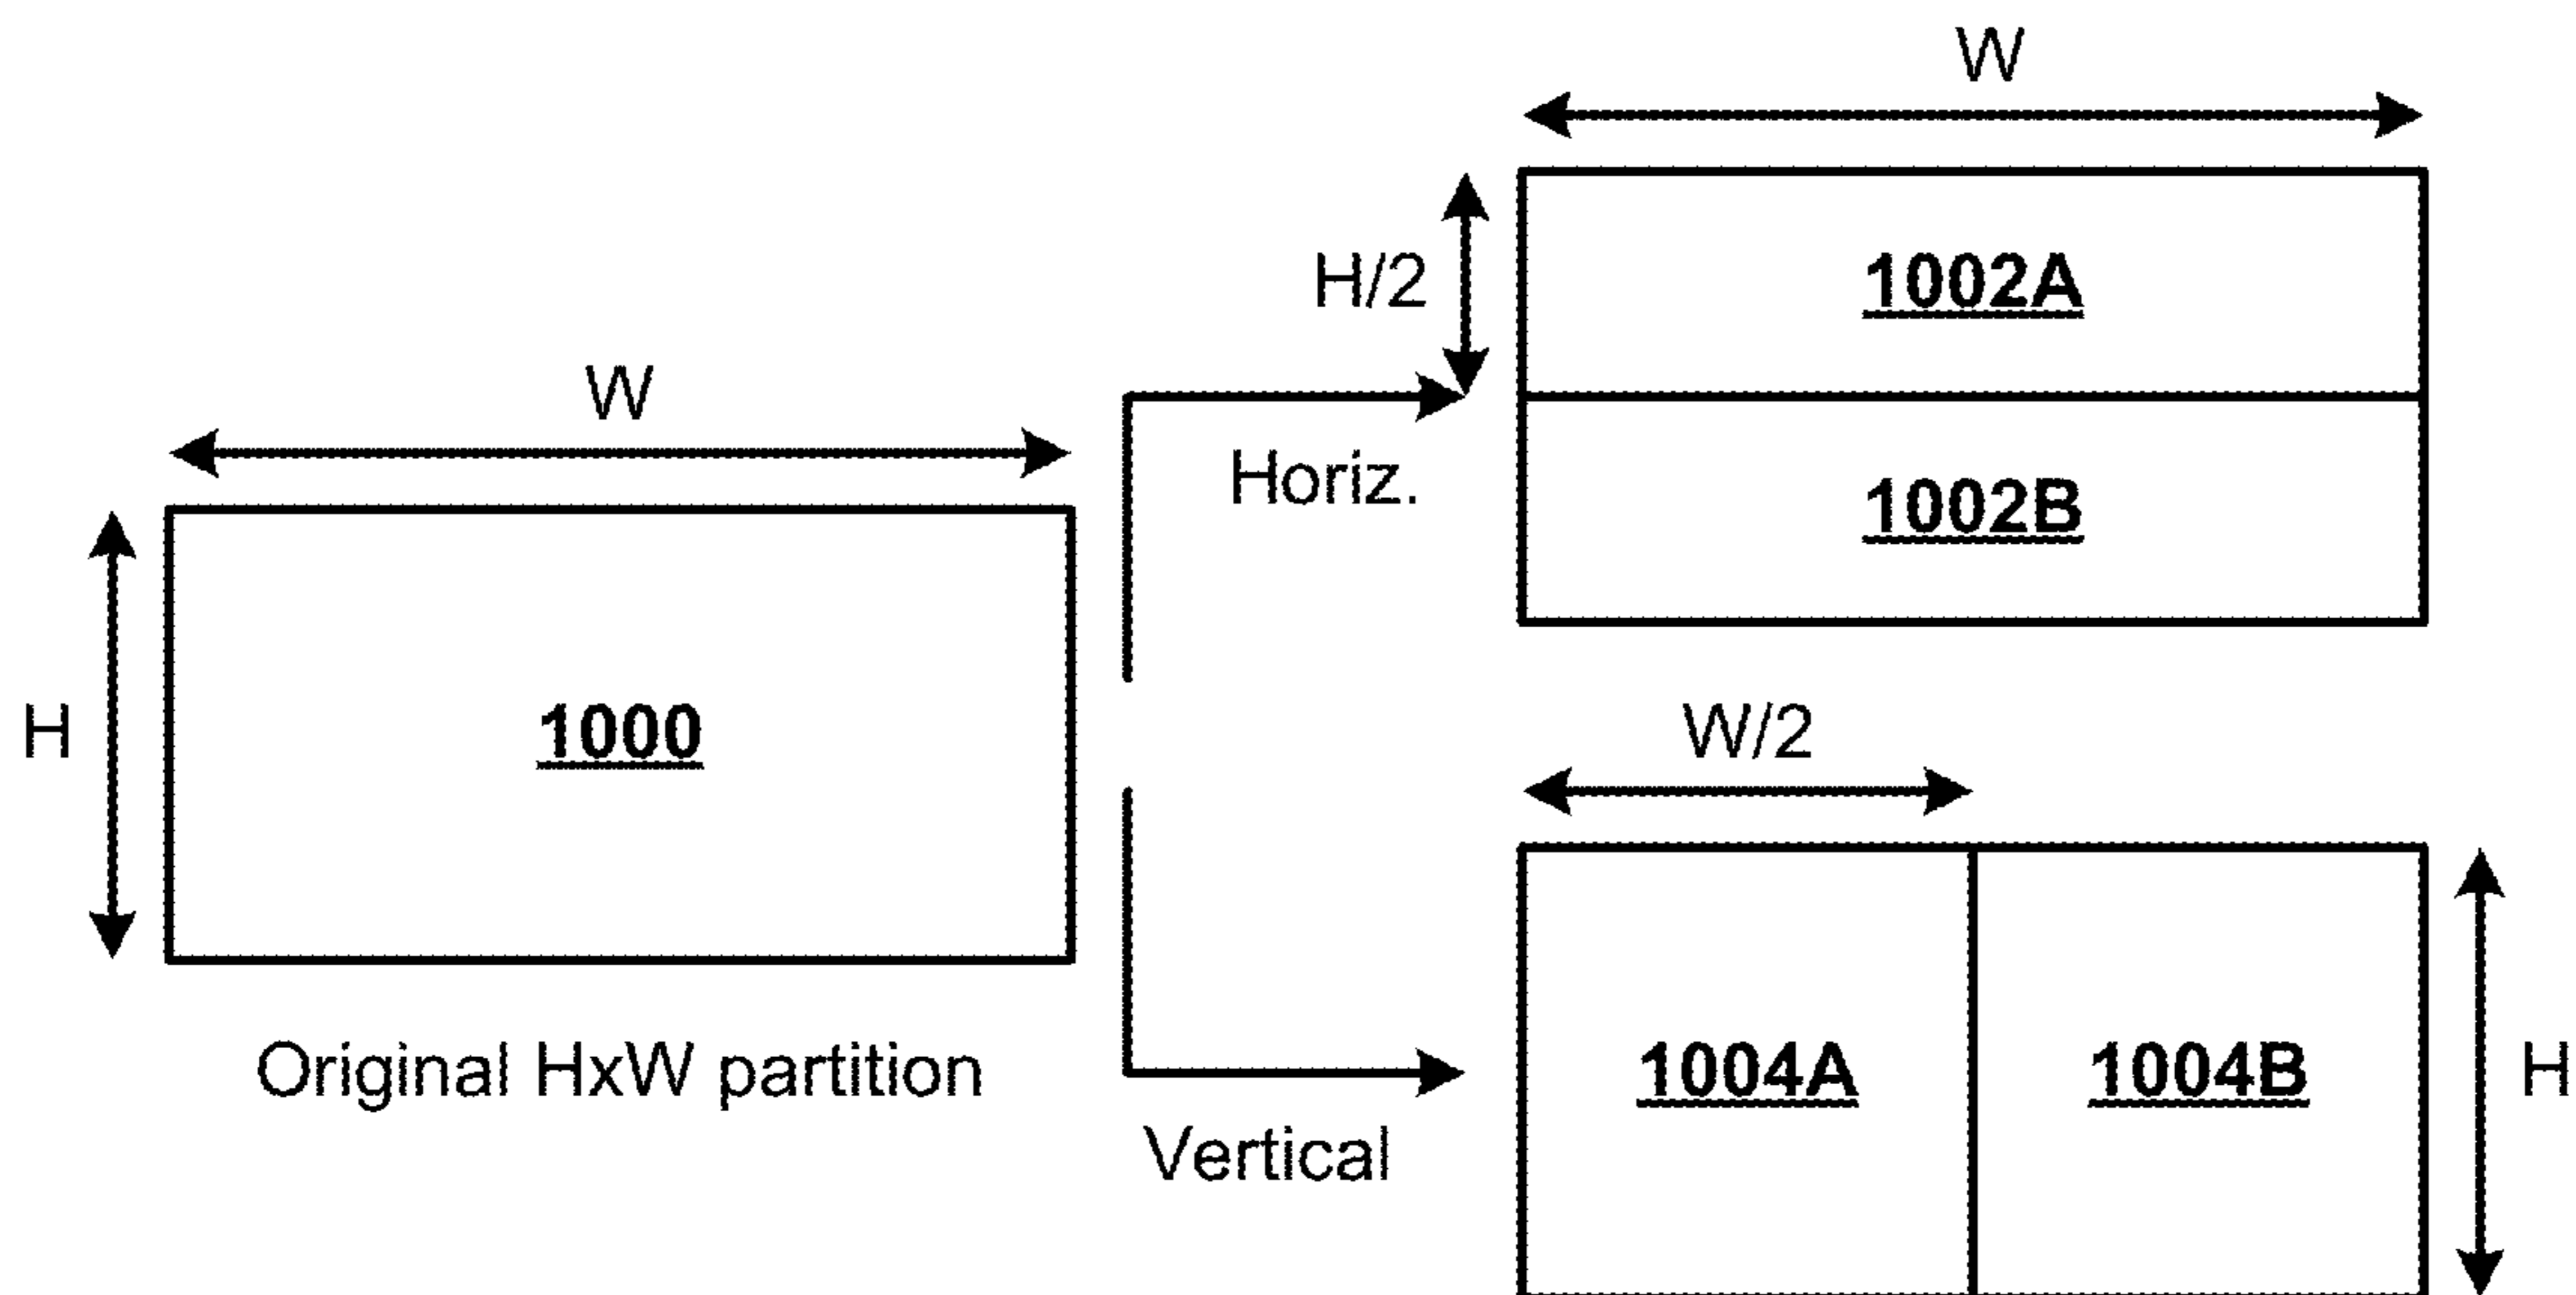 W
H/2
1002A
Horiz.
1002B
W
H
1000
Original HxW partition
W/2
1004A
1004B
H
Vertical